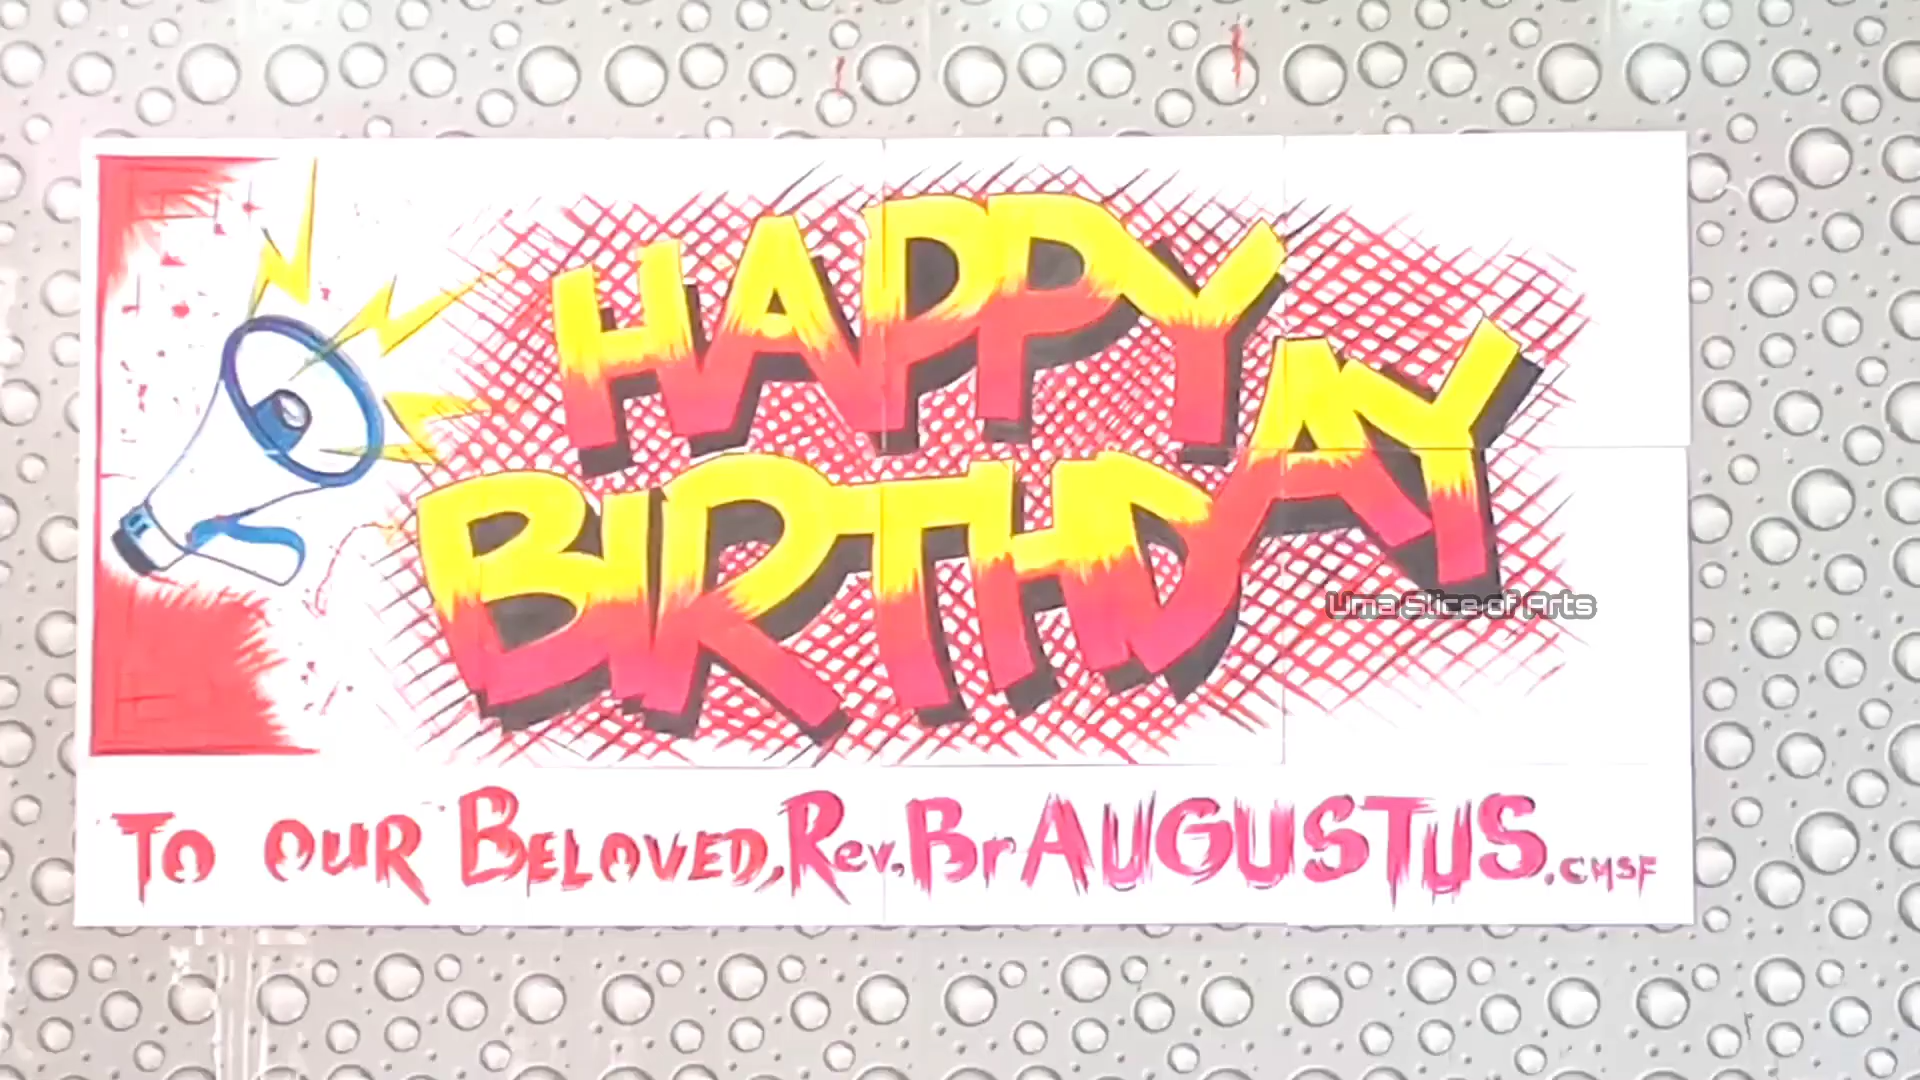 HAPPY
BIRTHDAY
Uma Slice of Arts
To our Beloved, Rev. Br AUGUSTUS. CMSF